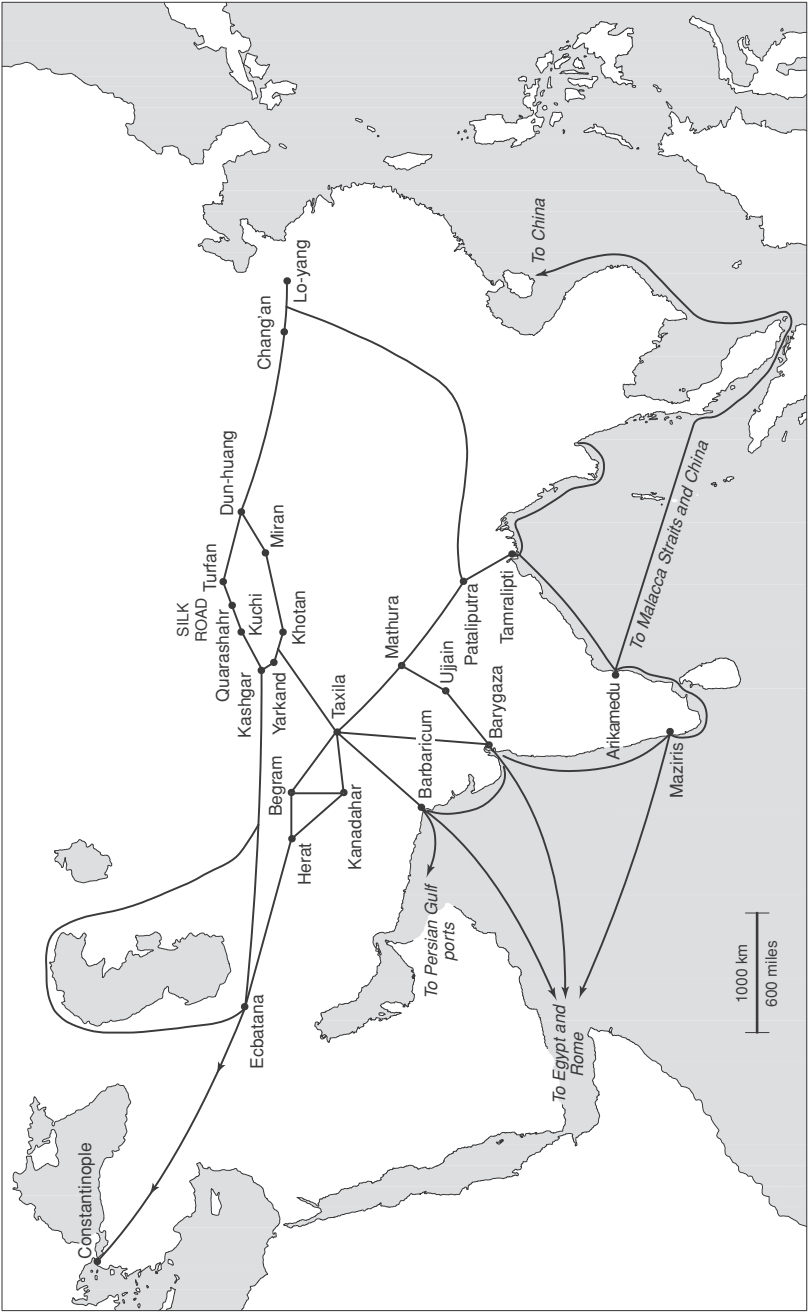 Constantinople
Ecbatana
Herat
Begram
Kanadahar
Taxila
Kashgar
Yarkand
Quarashahr
SILK
ROAD
Kuchi
Turfan
Khotan
Miran
Dun-huang
Chang'an
Lo-yang
Mathura
Ujjain
Pataliputra
Tamralipti
Barygaza
Barbaricum
Arikamedu
Maziris
To Persian Gulf
ports
To Egypt and
Rome
To Malacca Straits and China
To China
1000 km
600 miles